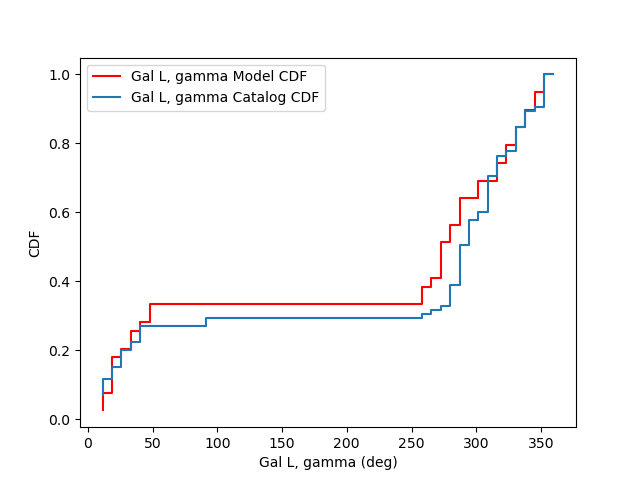 Gal L, gamma Model CDF
Gal L, gamma Catalog CDF
1.0
0.8
0.6
0.4
0.2
0.0
CDF
0 50 100 150 200 250 300 350
Gal L, gamma (deg)